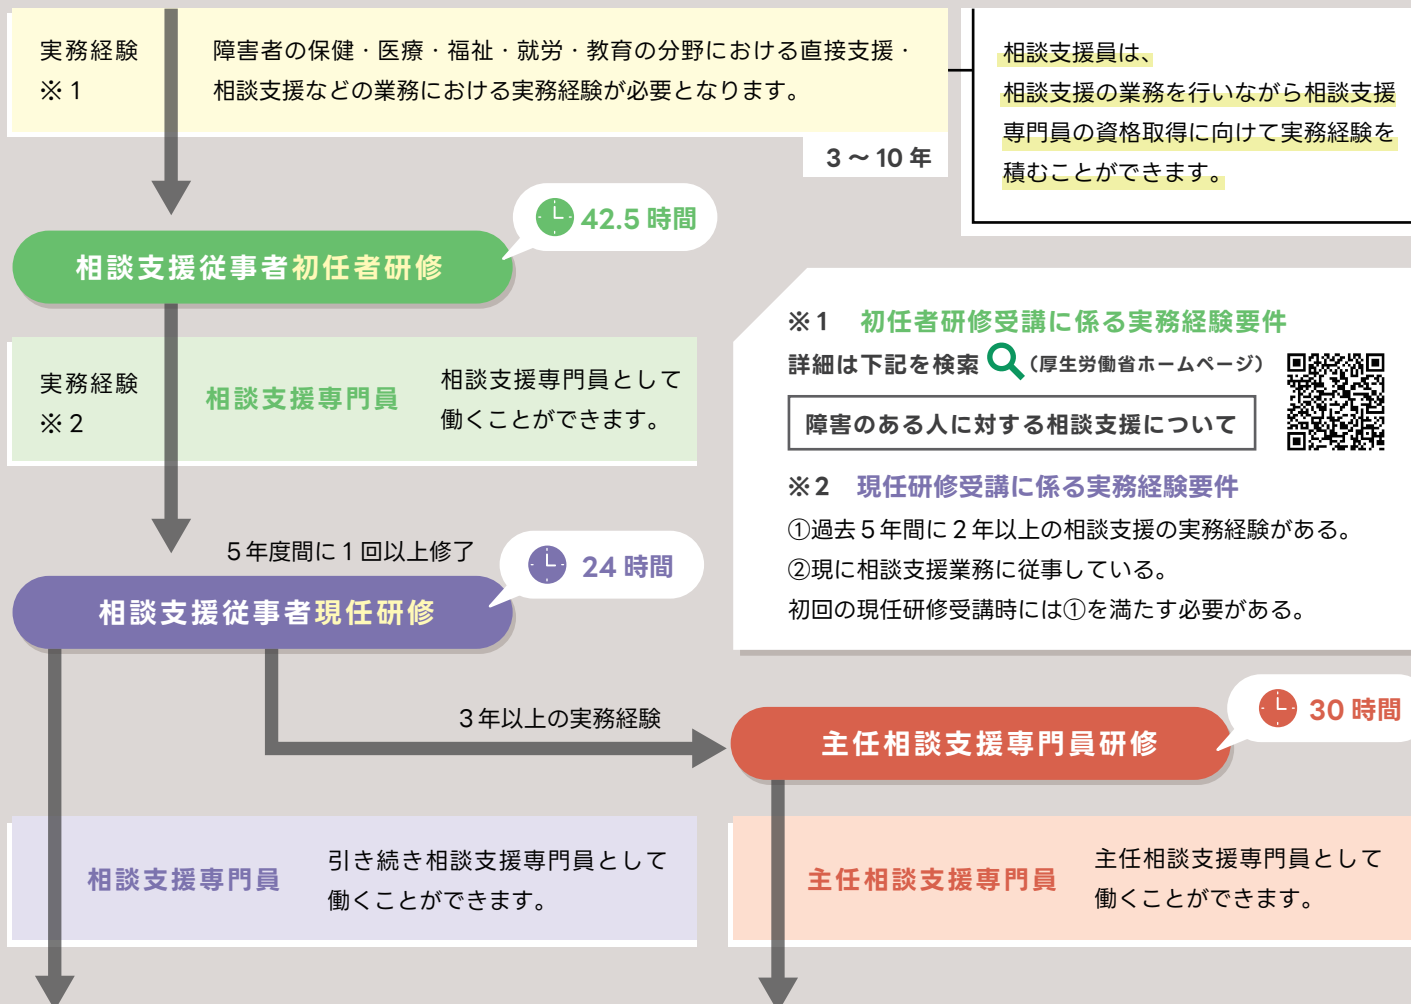 実務経験
※1
障害者の保健・医療・福祉・就労・教育の分野における直接支援・
相談支援などの業務における実務経験が必要となります。
3～10年
相談支援員は、
相談支援の業務を行いながら相談支援
専門員の資格取得に向けて実務経験を
積むことができます。
42.5時間
相談支援従事者初任者研修
実務経験
※2
相談支援専門員
相談支援専門員として
働くことができます。
※1 初任者研修受講に係る実務経験要件
詳細は下記を検索 (厚生労働省ホームページ)
障害のある人に対する相談支援について
※2 現任研修受講に係る実務経験要件
①過去5年間に2年以上の相談支援の実務経験がある。
②現に相談支援業務に従事している。
初回の現任研修受講時には①を満たす必要がある。
5年度間に1回以上修了
24時間
相談支援従事者現任研修
3年以上の実務経験
30時間
主任相談支援専門員研修
相談支援専門員
引き続き相談支援専門員として
働くことができます。
主任相談支援専門員
主任相談支援専門員として
働くことができます。